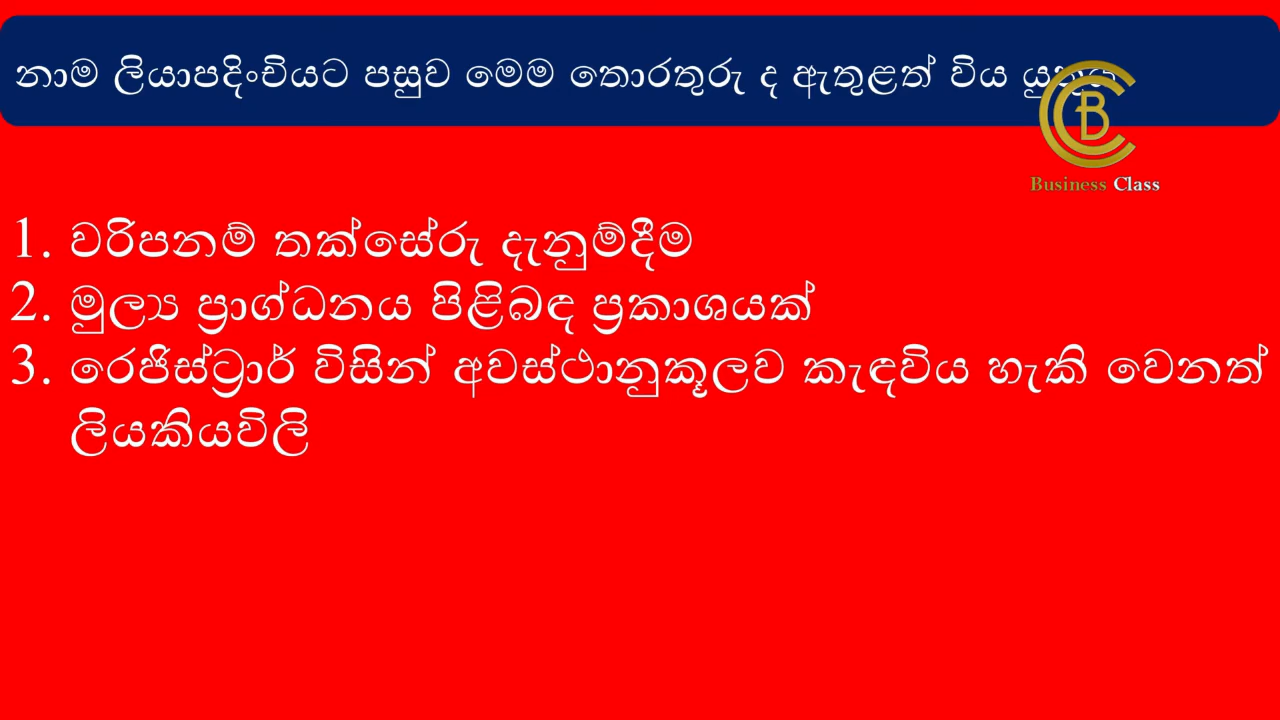 නාම ලියාපදිංචියට පසුව මෙම තොරතුරු ද ඇතුළත් විය
Business Class
1. වරිපනම් තක්සේරු දැනුම්දීම
2. මුල්‍ය ප්‍රාග්ධනය පිළිබඳ ප්‍රකාශයක්
3. රෙජිස්ට්‍රාර් විසින් අවස්ථානුකූලව කැඳවිය හැකි වෙනත්
ලියකියවිලි